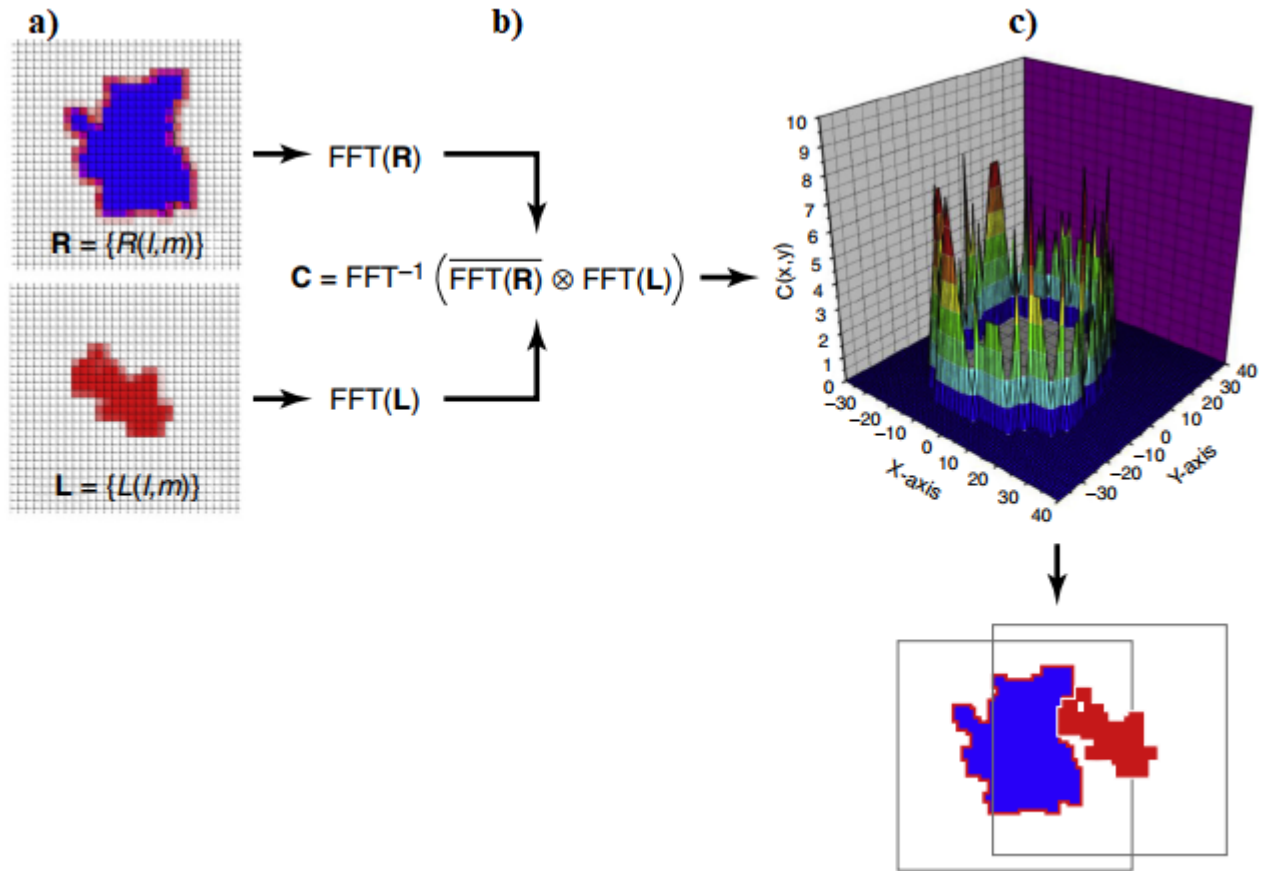 a)
b)
c)
R = {R(l,m)}
L = {L(l,m)}
FFT(R)
C = FFT⁻¹ (FFT(R) ⊗ FFT(L))
FFT(L)
C(x,y)
10
9
8
7
6
5
4
3
2
1
0
−30
−20
−10
0
10
20
30
40
X-axis
−30
−20
−10
0
10
20
30
40
Y-axis